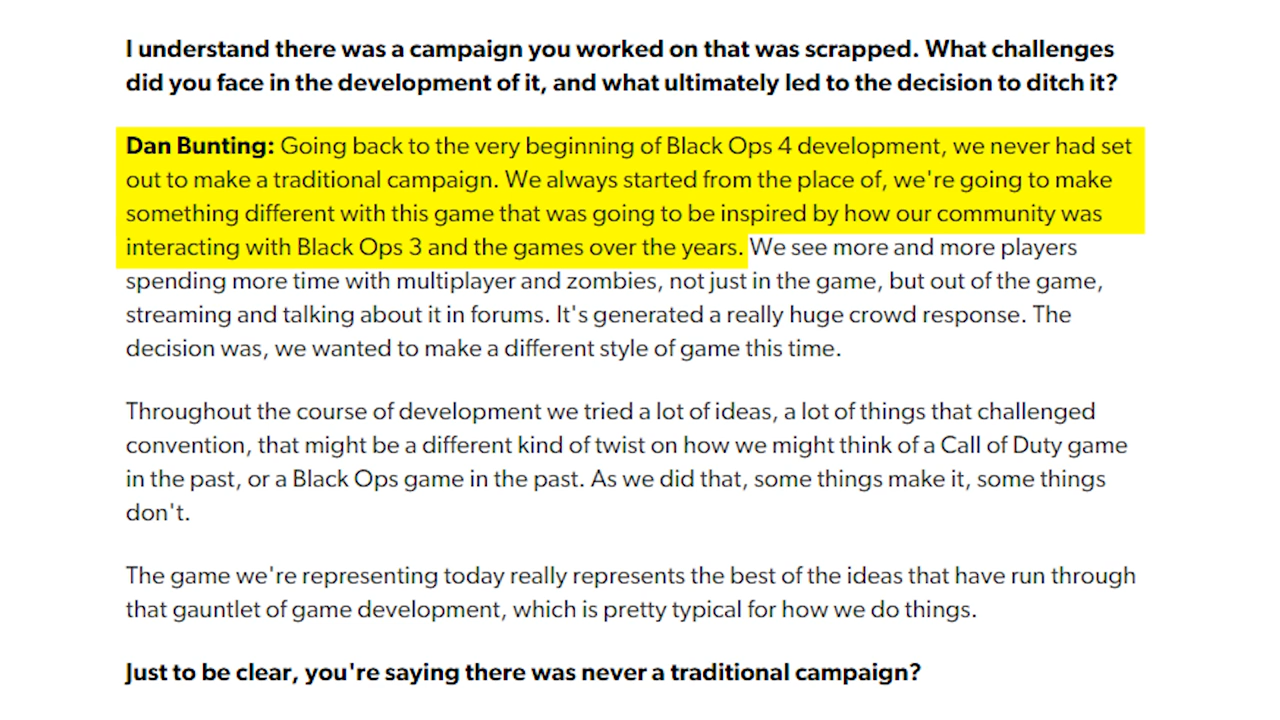 I understand there was a campaign you worked on that was scrapped. What challenges
did you face in the development of it, and what ultimately led to the decision to ditch it?
Dan Bunting: Going back to the very beginning of Black Ops 4 development, we never had set
out to make a traditional campaign. We always started from the place of, we're going to make
something different with this game that was going to be inspired by how our community was
interacting with Black Ops 3 and the games over the years. We see more and more players
spending more time with multiplayer and zombies, not just in the game, but out of the game,
streaming and talking about it in forums. It's generated a really huge crowd response. The
decision was, we wanted to make a different style of game this time.
Throughout the course of development we tried a lot of ideas, a lot of things that challenged
convention, that might be a different kind of twist on how we might think of a Call of Duty game
in the past, or a Black Ops game in the past. As we did that, some things make it, some things
don't.
The game we're representing today really represents the best of the ideas that have run through
that gauntlet of game development, which is pretty typical for how we do things.
Just to be clear, you're saying there was never a traditional campaign?